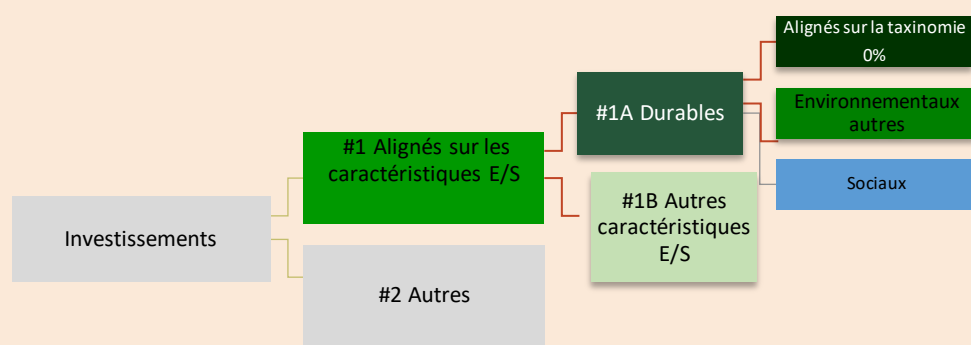 Investissements
#1 Alignés sur les
caractéristiques E/S
#2 Autres
#1A Durables
#1B Autres
caractéristiques
E/S
Alignés sur la taxinomie
0%
Environnementaux
autres
Sociaux